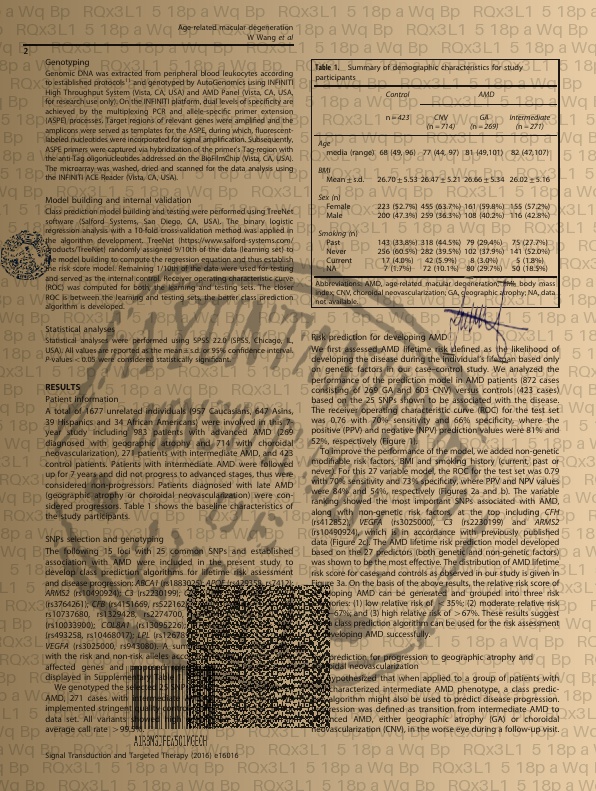 Age-related macular degeneration
W Wang et al
2
Genotyping
Genomic DNA was extracted from peripheral blood leukocytes according
to established protocols and genotyped by AutoGenomics using INFINITI
High Throughput System (Vista, CA, USA) and AMD Panel (Vista, CA, USA,
for research use only). On the INFINITI platform, dual levels of specificity are
achieved by the multiplexing PCR and allele-specific primer extension
(ASPE) processes. Target regions of relevant genes were amplified and the
amplicons were served as templates for the ASPE, during which, fluorescent-
labeled nucleotides were incorporated for signal amplification. Subsequently,
ASPE primers were captured via hybridization of the primers'Tag-region with
the anti-Tag oligonucleotides addressed on the BioFilmChip (Vista, CA, USA).
The microarray was washed, dried and scanned for the data analysis using
the INFINITI ACE Reader (Vista, CA, USA).
Model building and internal validation
Class prediction model building and testing were performed using TreeNet
software (Salford Systems, San Diego, CA, USA). The binary logistic
regression analysis with a 10-fold cross-validation method was applied in
the algorithm development. TreeNet (https://www.salford-systems.com/
products/TreeNet) randomly assigned 9/10th of the data (learning set) to
the model building to compute the regression equation and thus establish
the risk score model. Remaining 1/10th of the data were used for testing
and served as the internal control. Receiver operating characteristic curve
(ROC) was computed for both learning and testing sets. The closer
ROC is between the learning and testing sets, the better class prediction
algorithm is developed.
Statistical analyses
Statistical analyses were performed using SPSS 22.0 (SPSS, Chicago, IL,
USA). All values are reported as the mean ± s.d. or 95% confidence interval.
P-values < 0.05 were considered statistically significant.
RESULTS
Patient information
A total of 1677 unrelated individuals (957 Caucasians, 647 Asins,
39 Hispanics and 34 African Americans) were involved in this 7-
year study including 983 patients with advanced AMD (269
diagnosed with geographic atrophy and 714 with choroidal
neovascularization), 271 patients with intermediate AMD, and 423
control patients. Patients with intermediate AMD were followed
up for 7 years and did not progress to advanced stages, thus were
considered non-progressors. Patients diagnosed with late AMD
(geographic atrophy or choroidal neovascularization) were con-
sidered progressors. Table 1 shows the baseline characteristics of
the study participants.
SNPs selection and genotyping
The following 15 loci with 25 common SNPs and established
association with AMD were included in the present study to
develop class prediction algorithms for lifetime risk assessment
and disease progression: ABCA1 (rs1883025), APOE (rs429358, rs7412),
ARMS2 (rs10490924), C3 (rs2230199),
(rs3764261), CFB (rs4151669, rs522162
rs10737680, rs1329428, rs2274700,
rs10033900), COL8A1 (rs13095226),
(rs493258, rs10468017), LPL (rs12678
VEGFA (rs3025000, rs943080). A summ
with the risk and non-risk alleles acco
affected genes and
displayed in Supplementary Table
We genotyped the selected 25 SNP
AMD, 271 cases with intermediate
implemented stringent quality control
data set. All variants showed high
average call rate > 99.5%
Signal Transduction and Targeted Therapy (2016) e16016
Table 1. Summary of demographic characteristics for study
participants
Control AMD
n = 423 CNV GA Intermediate
(n = 714) (n = 269) (n = 271)
Age
media (range) 68 (49, 96) 77 (44, 97) 81 (49,101) 82 (47,107)
BMI
Mean ± s.d. 26.70 ± 5.53 26.47 ± 5.21 26.66 ± 5.34 26.02 ± 5.16
Sex (n)
Female 223 (52.7%) 455 (63.7%) 161 (59.8%) 155 (57.2%)
Male 200 (47.3%) 259 (36.3%) 108 (40.2%) 116 (42.8%)
Smoking (n)
Past 143 (33.8%) 318 (44.5%) 79 (29.4%) 75 (27.7%)
Never 256 (60.5%) 282 (39.5%) 102 (37.9%) 141 (52.0%)
Current 17 (4.0%) 42 (5.9%) 8 (3.0%) 5 (1.8%)
NA 7 (1.7%) 72 (10.1%) 80 (29.7%) 50 (18.5%)
Abbreviations: AMD, age-related macular degeneration; BMI, body mass
index; CNV, choroidal neovascularization; GA, geographic atrophy; NA, data
not available.
Risk prediction for developing AMD
We first assessed AMD lifetime risk defined as the likelihood of
developing the disease during the individual's lifespan based only
on genetic factors in our case–control study. We analyzed the
performance of the prediction model in AMD patients (872 cases
consisting of 269 GA and 603 CNV) versus controls (423 cases)
based on the 25 SNPs shown to be associated with the disease.
The receiver operating characteristic curve (ROC) for the test set
was 0.76 with 70% sensitivity and 66% specificity, where the
positive (PPV) and negative (NPV) prediction values were 81% and
52%, respectively (Figure 1).
To improve the performance of the model, we added non-genetic
modifiable risk factors, BMI and smoking history (current, past or
never). For this 27 variable model, the ROC for the test set was 0.79
with 70% sensitivity and 73% specificity, where PPV and NPV values
were 84% and 54%, respectively (Figures 2a and b). The variable
ranking showed the most important SNPs associated with AMD,
along with non-genetic risk factors at the top including CFH
(rs412852), VEGFA (rs3025000), C3 (rs2230199) and ARMS2
(rs10490924), which is in accordance with previously published
data (Figure 2c). The AMD lifetime risk prediction model developed
based on the 27 predictors (both genetic and non-genetic factors)
was shown to be the most effective. The distribution of AMD lifetime
risk score for cases and controls as observed in our study is given in
Figure 3a. On the basis of the above results, the relative risk score of
developing AMD can be generated and grouped into three risk
ories: (1) low relative risk of < 35%; (2) moderate relative risk
–67% and (3) high relative risk of > 67%. These results suggest
class prediction algorithm can be used for the risk assessment
veloping AMD successfully.
prediction for progression to geographic atrophy and
idal neovascularization
ypothesized that when applied to a group of patients with
characterized intermediate AMD phenotype, a class predic-
algorithm might also be used to predict disease progression.
ression was defined as transition from intermediate AMD to
nced AMD, either geographic atrophy (GA) or choroidal
neovascularization (CNV), in the worse eye during a follow-up visit.